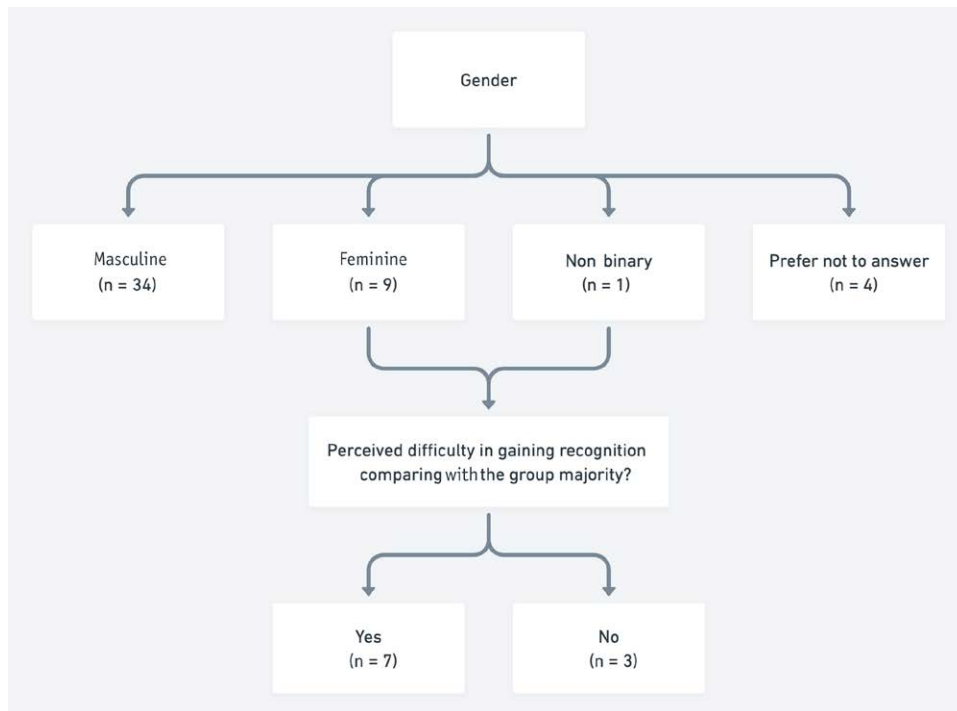 Gender
Masculine
(n = 34)
Feminine
(n = 9)
Non binary
(n = 1)
Prefer not to answer
(n = 4)
Perceived difficulty in gaining recognition
comparing with the group majority?
Yes
(n = 7)
No
(n = 3)